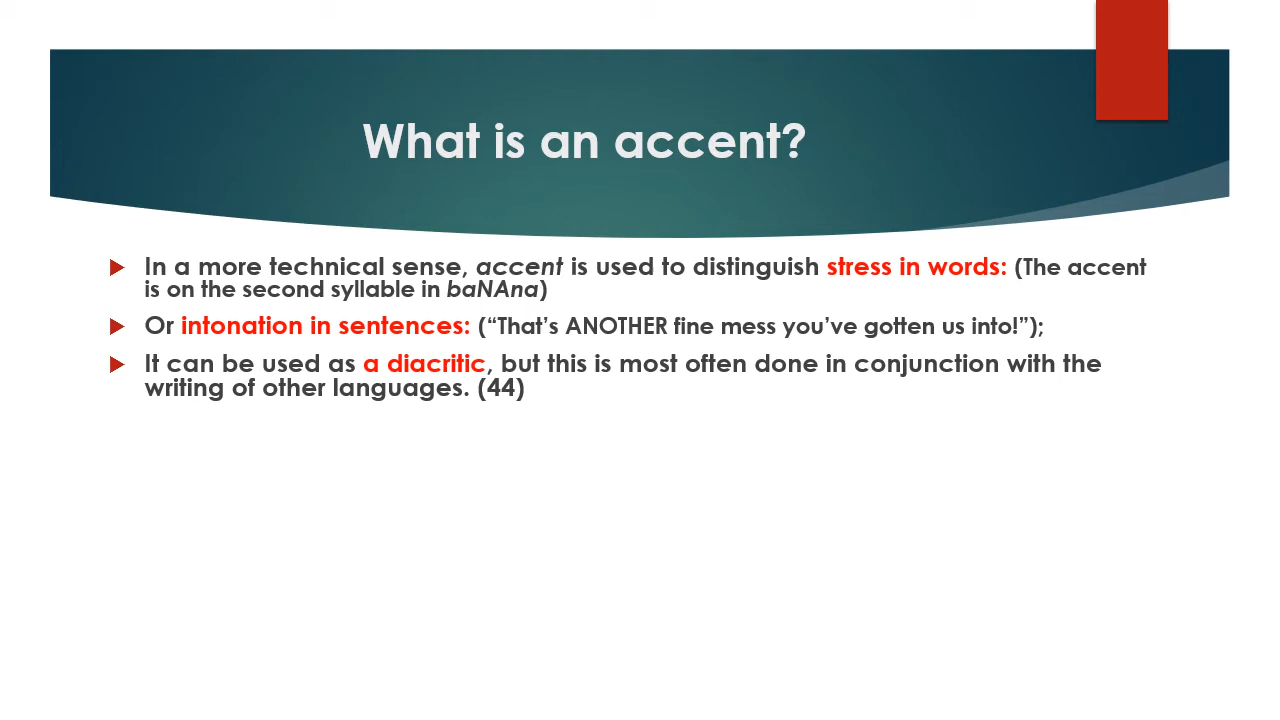 What is an accent?
In a more technical sense, accent is used to distinguish stress in words: (The accent
is on the second syllable in baNAna)
Or intonation in sentences: (“That’s ANOTHER fine mess you’ve gotten us into!”);
It can be used as a diacritic, but this is most often done in conjunction with the
writing of other languages. (44)